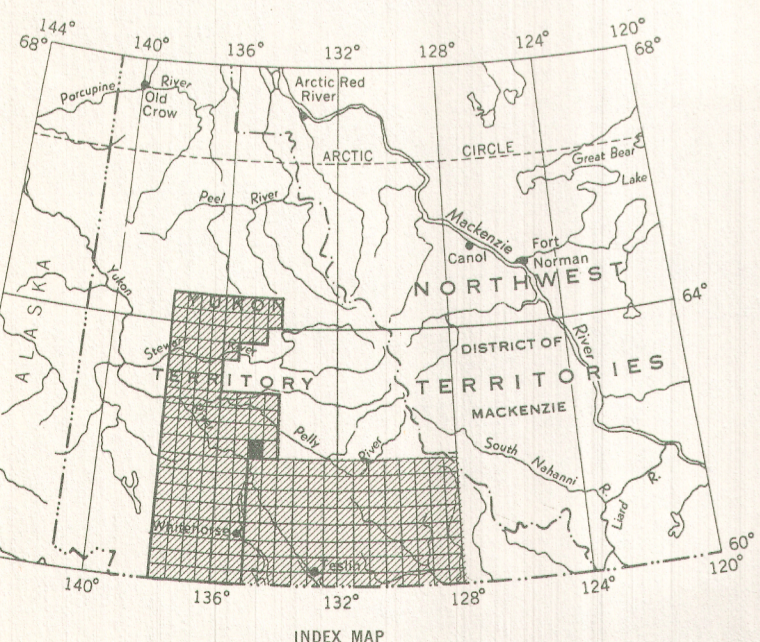 144°
140°
136°
132°
128°
124°
120°
68°
68°
Porcupine River
Old
Crow
Arctic Red
River
ARCTIC CIRCLE
Great Bear
Lake
Peel River
Mackenzie
Canol
Fort
Norman
Yukon
NORTHWEST
64°
ALASKA
YUKON
Stewart River
River
DISTRICT OF
TERRITORY
TERRITORIES
MACKENZIE
River
Pelly
River
South Nahanni R.
Liard R.
Whitehorse
Teslin
60°
140°
136°
132°
128°
124°
120°
INDEX MAP